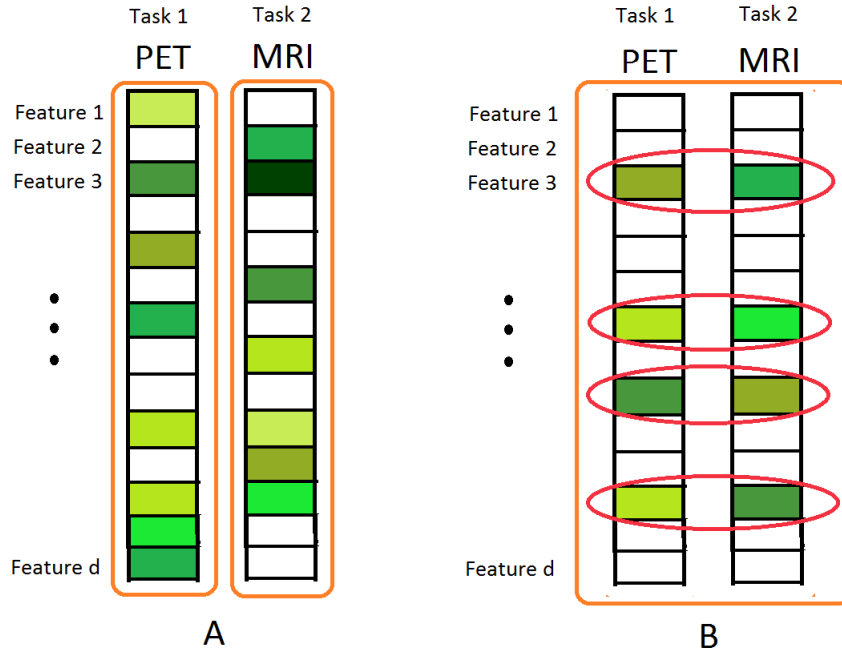 Task 1 Task 2
PET MRI
Feature 1
Feature 2
Feature 3
Feature d
A
Task 1 Task 2
PET MRI
Feature 1
Feature 2
Feature 3
Feature d
B